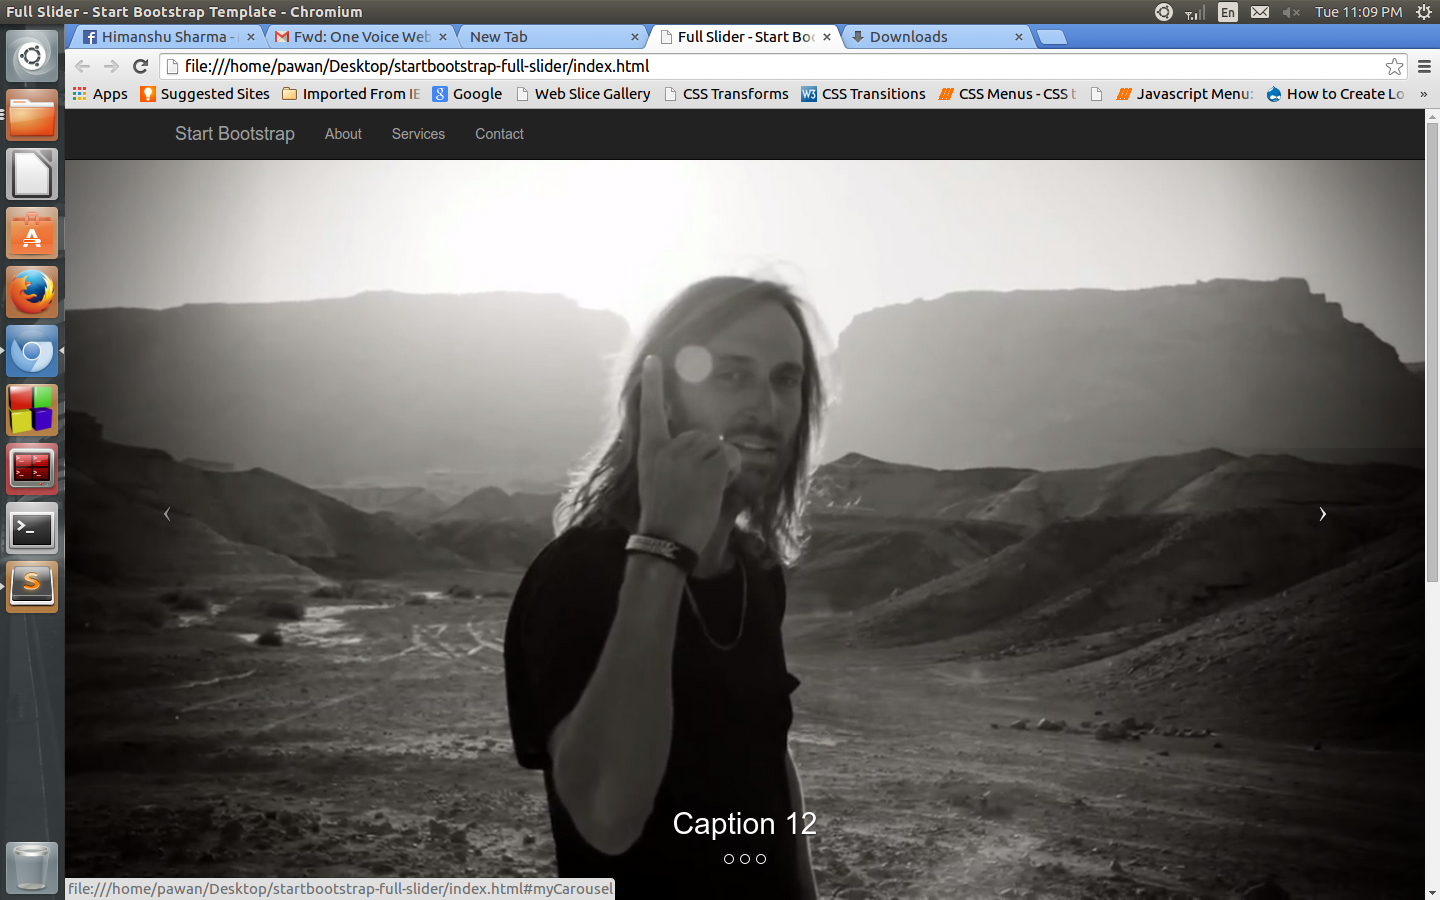 Full Slider - Start Bootstrap Template - Chromium
En
Tue 11:09 PM
Himanshu Sharma -
Fwd: One Voice Web
New Tab
Full Slider - Start Boo
Downloads
file:///home/pawan/Desktop/startbootstrap-full-slider/index.html
Apps
Suggested Sites
Imported From IE
Google
Web Slice Gallery
CSS Transforms
W3
CSS Transitions
CSS Menus - CSS t
Javascript Menu:
How to Create Lo
»
Start Bootstrap
About
Services
Contact
Caption 12
file:///home/pawan/Desktop/startbootstrap-full-slider/index.html#myCarousel